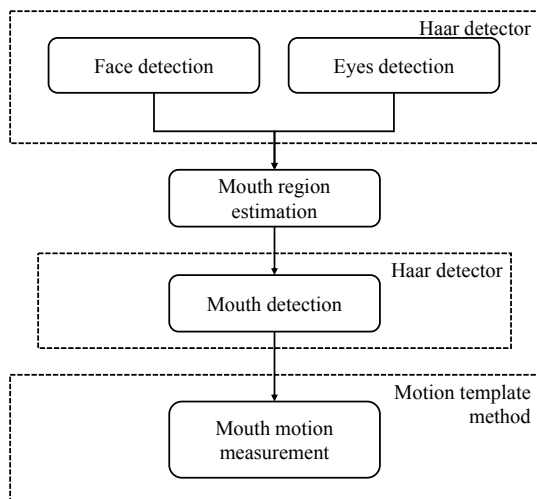 Haar detector
Face detection
Eyes detection
Mouth region
estimation
Haar detector
Mouth detection
Motion template
method
Mouth motion
measurement